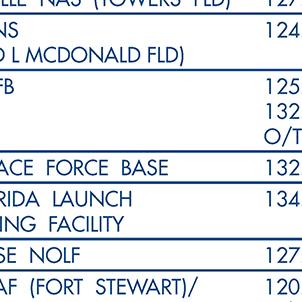 NAS (TOWERS FLD) 127
NS 124
D L MCDONALD FLD)
FB 125
132
O/T
ACE FORCE BASE 132
RIDA LAUNCH 134
ING FACILITY
SE NOLF 127
AF (FORT STEWART)/ 120